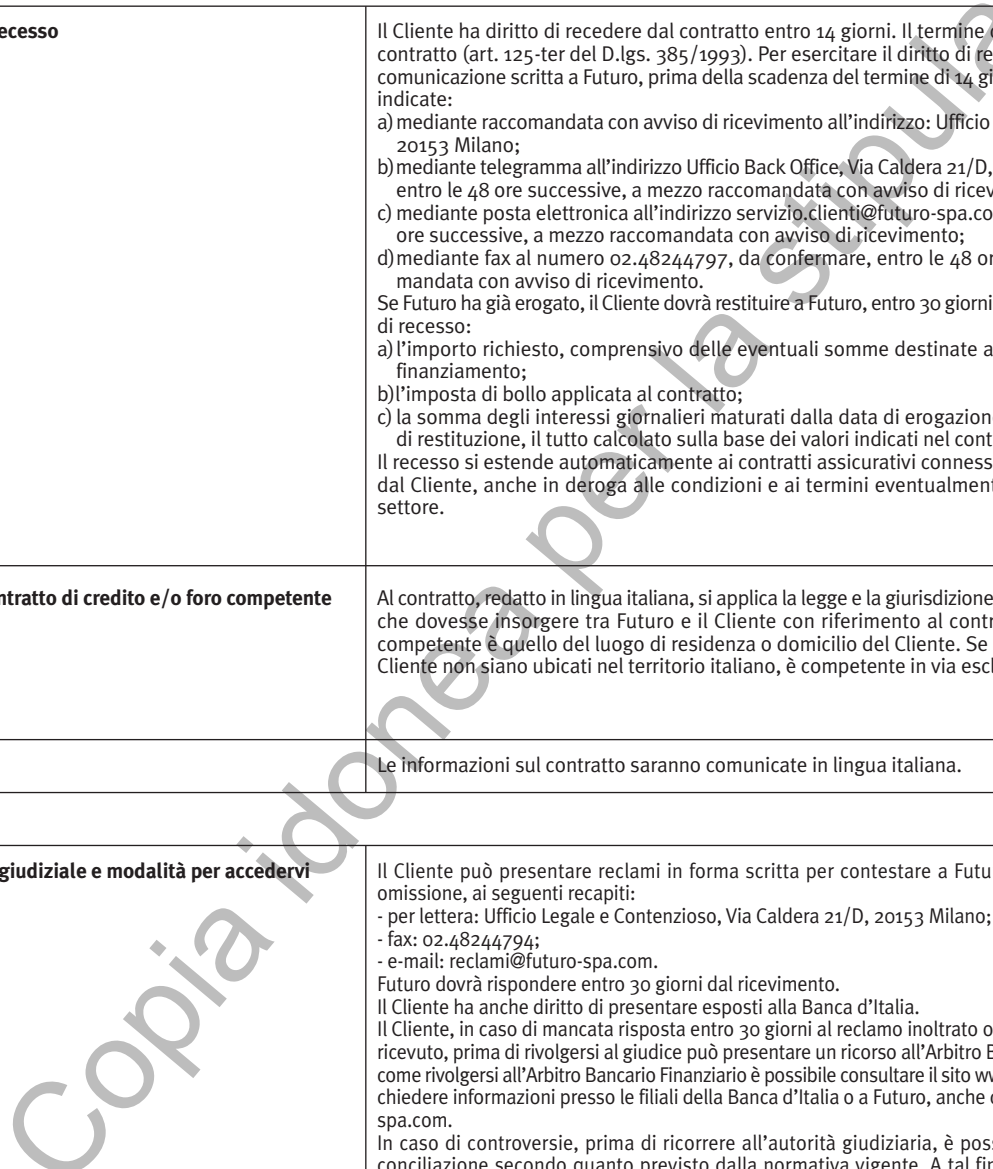 ecesso
Il Cliente ha diritto di recedere dal contratto entro 14 giorni. Il termine
contratto (art. 125-ter del D.lgs. 385/1993). Per esercitare il diritto di re
comunicazione scritta a Futuro, prima della scadenza del termine di 14 gi
indicate:
a) mediante raccomandata con avviso di ricevimento all'indirizzo: Ufficio
20153 Milano;
b) mediante telegramma all'indirizzo Ufficio Back Office, Via Caldera 21/D,
entro le 48 ore successive, a mezzo raccomandata con avviso di ricev
c) mediante posta elettronica all'indirizzo servizio.clienti@futuro-spa.co
ore successive, a mezzo raccomandata con avviso di ricevimento;
d) mediante fax al numero 02.48244797, da confermare, entro le 48 or
mandata con avviso di ricevimento.
Se Futuro ha già erogato, il Cliente dovrà restituire a Futuro, entro 30 giorni
di recesso:
a) l'importo richiesto, comprensivo delle eventuali somme destinate a
finanziamento;
b) l'imposta di bollo applicata al contratto;
c) la somma degli interessi giornalieri maturati dalla data di erogazione
di restituzione, il tutto calcolato sulla base dei valori indicati nel cont
Il recesso si estende automaticamente ai contratti assicurativi conness
dal Cliente, anche in deroga alle condizioni e ai termini eventualment
settore.
ntratto di credito e/o foro competente
Al contratto, redatto in lingua italiana, si applica la legge e la giurisdizione
che dovesse insorgere tra Futuro e il Cliente con riferimento al contr
competente è quello del luogo di residenza o domicilio del Cliente. Se
Cliente non siano ubicati nel territorio italiano, è competente in via escl
Le informazioni sul contratto saranno comunicate in lingua italiana.
giudiziale e modalità per accedervi
Il Cliente può presentare reclami in forma scritta per contestare a Futu
omissione, ai seguenti recapiti:
- per lettera: Ufficio Legale e Contenzioso, Via Caldera 21/D, 20153 Milano;
- fax: 02.48244794;
- e-mail: reclami@futuro-spa.com.
Futuro dovrà rispondere entro 30 giorni dal ricevimento.
Il Cliente ha anche diritto di presentare esposti alla Banca d'Italia.
Il Cliente, in caso di mancata risposta entro 30 giorni al reclamo inoltrato o
ricevuto, prima di rivolgersi al giudice può presentare un ricorso all'Arbitro B
come rivolgersi all'Arbitro Bancario Finanziario è possibile consultare il sito ww
chiedere informazioni presso le filiali della Banca d'Italia o a Futuro, anche
spa.com.
In caso di controversie, prima di ricorrere all'autorità giudiziaria, è pos
conciliazione secondo quanto previsto dalla normativa vigente. A tal fin
Copia idonea per la stipula